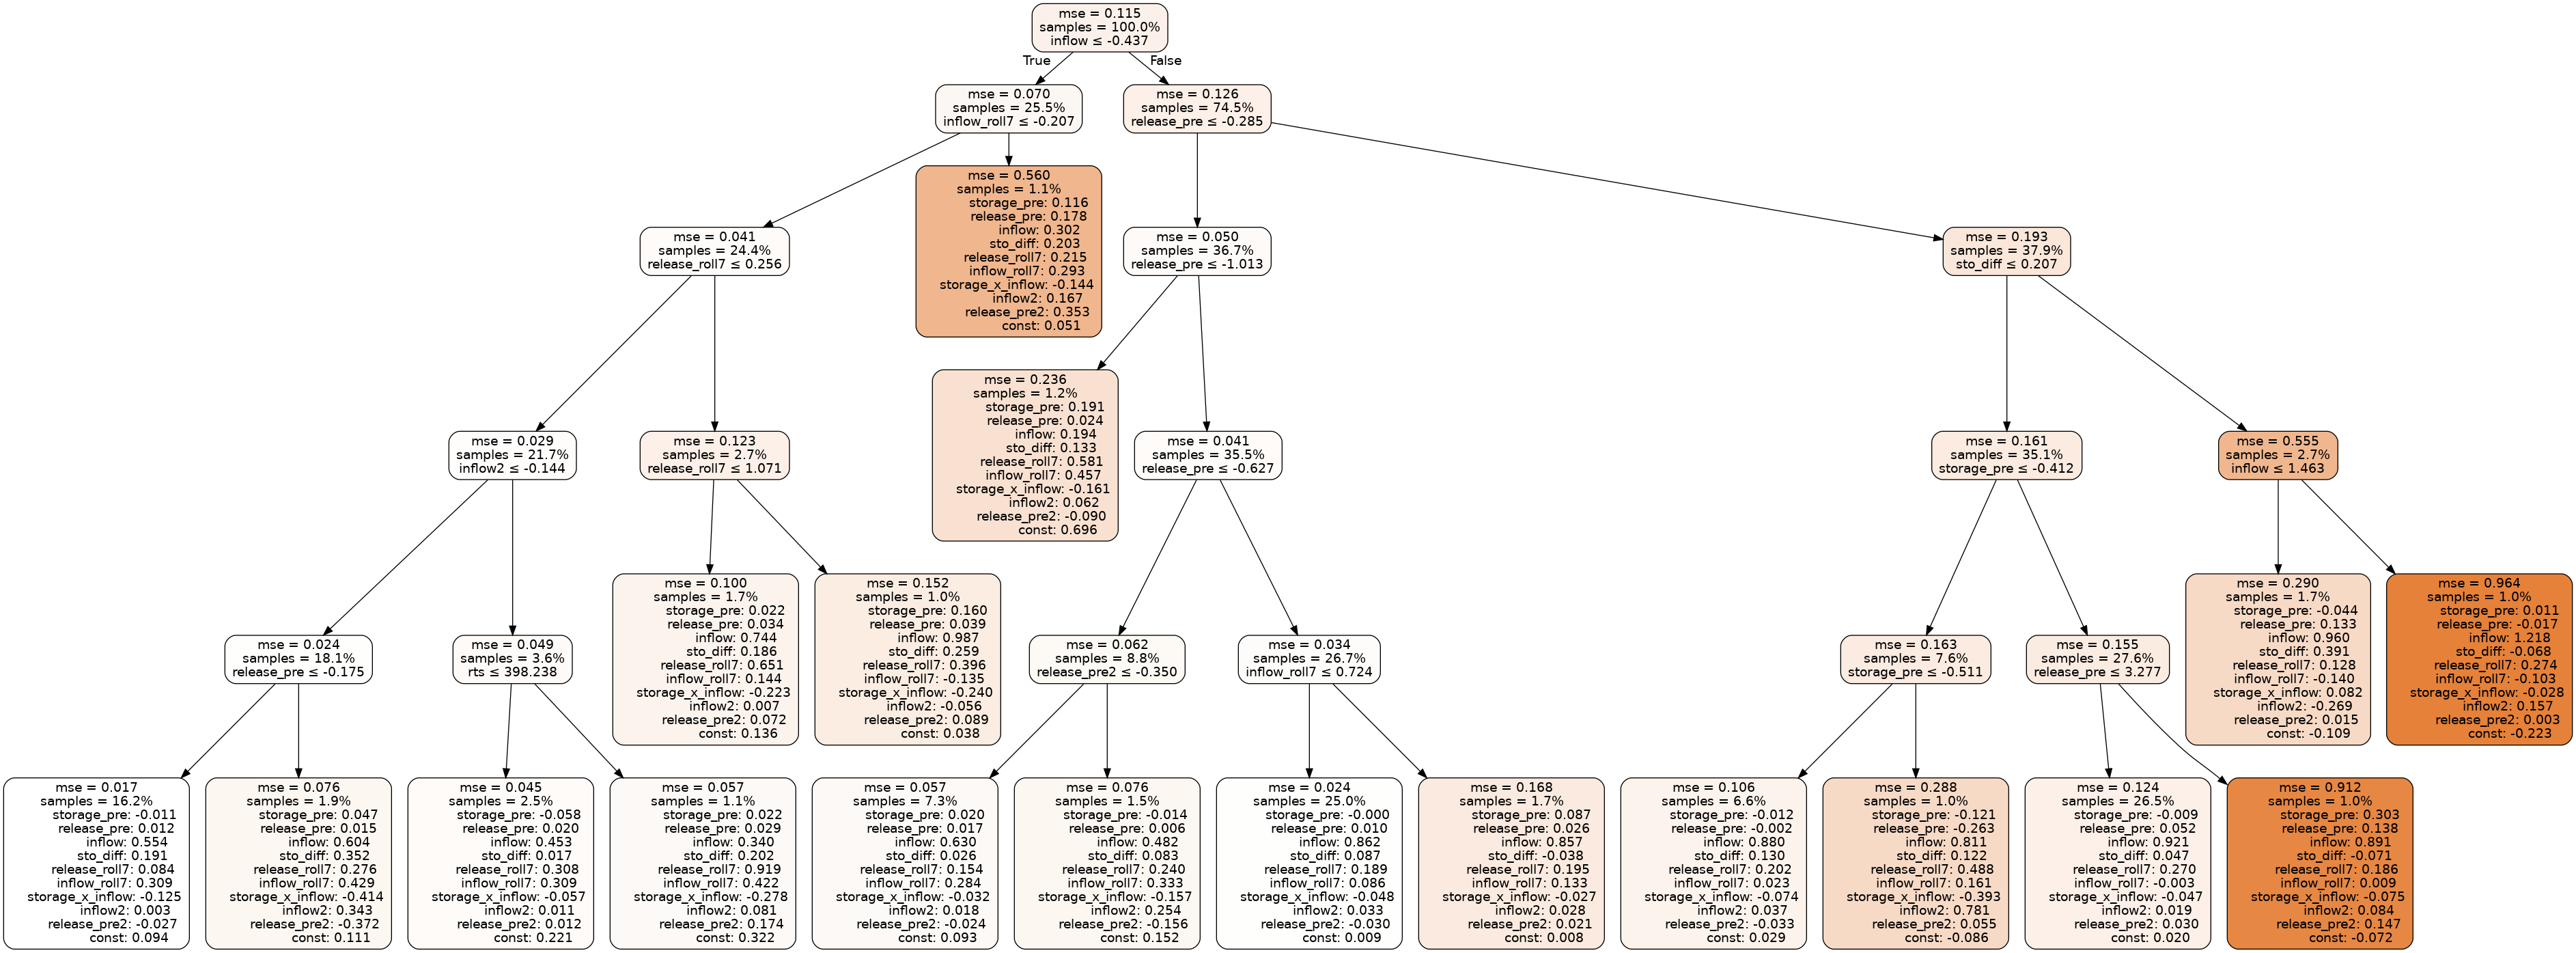 mse = 0.115
samples = 100.0%
inflow ≤ -0.437
True
False
mse = 0.070
samples = 25.5%
inflow_roll7 ≤ -0.207
mse = 0.126
samples = 74.5%
release_pre ≤ -0.285
mse = 0.560
samples = 1.1%
storage_pre: 0.116
release_pre: 0.178
inflow: 0.302
sto_diff: 0.203
release_roll7: 0.215
inflow_roll7: 0.293
storage_x_inflow: -0.144
inflow2: 0.167
release_pre2: 0.353
const: 0.051
mse = 0.041
samples = 24.4%
release_roll7 ≤ 0.256
mse = 0.050
samples = 36.7%
release_pre ≤ -1.013
mse = 0.193
samples = 37.9%
sto_diff ≤ 0.207
mse = 0.236
samples = 1.2%
storage_pre: 0.191
release_pre: 0.024
inflow: 0.194
sto_diff: 0.133
release_roll7: 0.581
inflow_roll7: 0.457
storage_x_inflow: -0.161
inflow2: 0.062
release_pre2: -0.090
const: 0.696
mse = 0.029
samples = 21.7%
inflow2 ≤ -0.144
mse = 0.123
samples = 2.7%
release_roll7 ≤ 1.071
mse = 0.041
samples = 35.5%
release_pre ≤ -0.627
mse = 0.161
samples = 35.1%
storage_pre ≤ -0.412
mse = 0.555
samples = 2.7%
inflow ≤ 1.463
mse = 0.100
samples = 1.7%
storage_pre: 0.022
release_pre: 0.034
inflow: 0.744
sto_diff: 0.186
release_roll7: 0.651
inflow_roll7: 0.144
storage_x_inflow: -0.223
inflow2: 0.007
release_pre2: 0.072
const: 0.136
mse = 0.152
samples = 1.0%
storage_pre: 0.160
release_pre: 0.039
inflow: 0.987
sto_diff: 0.259
release_roll7: 0.396
inflow_roll7: -0.135
storage_x_inflow: -0.240
inflow2: -0.056
release_pre2: 0.089
const: 0.038
mse = 0.290
samples = 1.7%
storage_pre: -0.044
release_pre: 0.133
inflow: 0.960
sto_diff: 0.391
release_roll7: 0.128
inflow_roll7: -0.140
storage_x_inflow: 0.082
inflow2: -0.269
release_pre2: 0.015
const: -0.109
mse = 0.964
samples = 1.0%
storage_pre: 0.011
release_pre: -0.017
inflow: 1.218
sto_diff: -0.068
release_roll7: 0.274
inflow_roll7: -0.103
storage_x_inflow: -0.028
inflow2: 0.157
release_pre2: 0.003
const: -0.223
mse = 0.024
samples = 18.1%
release_pre ≤ -0.175
mse = 0.049
samples = 3.6%
rts ≤ 398.238
mse = 0.062
samples = 8.8%
release_pre2 ≤ -0.350
mse = 0.034
samples = 26.7%
inflow_roll7 ≤ 0.724
mse = 0.163
samples = 7.6%
storage_pre ≤ -0.511
mse = 0.155
samples = 27.6%
release_pre ≤ 3.277
mse = 0.017
samples = 16.2%
storage_pre: -0.011
release_pre: 0.012
inflow: 0.554
sto_diff: 0.191
release_roll7: 0.084
inflow_roll7: 0.309
storage_x_inflow: -0.125
inflow2: 0.003
release_pre2: -0.027
const: 0.094
mse = 0.076
samples = 1.9%
storage_pre: 0.047
release_pre: 0.015
inflow: 0.604
sto_diff: 0.352
release_roll7: 0.276
inflow_roll7: 0.429
storage_x_inflow: -0.414
inflow2: 0.343
release_pre2: -0.372
const: 0.111
mse = 0.045
samples = 2.5%
storage_pre: -0.058
release_pre: 0.020
inflow: 0.453
sto_diff: 0.017
release_roll7: 0.308
inflow_roll7: 0.309
storage_x_inflow: -0.057
inflow2: 0.011
release_pre2: 0.012
const: 0.221
mse = 0.057
samples = 1.1%
storage_pre: 0.022
release_pre: 0.029
inflow: 0.340
sto_diff: 0.202
release_roll7: 0.919
inflow_roll7: 0.422
storage_x_inflow: -0.278
inflow2: 0.081
release_pre2: 0.174
const: 0.322
mse = 0.057
samples = 7.3%
storage_pre: 0.020
release_pre: 0.017
inflow: 0.630
sto_diff: 0.026
release_roll7: 0.154
inflow_roll7: 0.284
storage_x_inflow: -0.032
inflow2: 0.018
release_pre2: -0.024
const: 0.093
mse = 0.076
samples = 1.5%
storage_pre: -0.014
release_pre: 0.006
inflow: 0.482
sto_diff: 0.083
release_roll7: 0.240
inflow_roll7: 0.333
storage_x_inflow: -0.157
inflow2: 0.254
release_pre2: -0.156
const: 0.152
mse = 0.024
samples = 25.0%
storage_pre: -0.000
release_pre: 0.010
inflow: 0.862
sto_diff: 0.087
release_roll7: 0.189
inflow_roll7: 0.086
storage_x_inflow: -0.048
inflow2: 0.033
release_pre2: -0.030
const: 0.009
mse = 0.168
samples = 1.7%
storage_pre: 0.087
release_pre: 0.026
inflow: 0.857
sto_diff: -0.038
release_roll7: 0.195
inflow_roll7: 0.133
storage_x_inflow: -0.027
inflow2: 0.028
release_pre2: 0.021
const: 0.008
mse = 0.106
samples = 6.6%
storage_pre: -0.012
release_pre: -0.002
inflow: 0.880
sto_diff: 0.130
release_roll7: 0.202
inflow_roll7: 0.023
storage_x_inflow: -0.074
inflow2: 0.037
release_pre2: -0.033
const: 0.029
mse = 0.288
samples = 1.0%
storage_pre: -0.121
release_pre: -0.263
inflow: 0.811
sto_diff: 0.122
release_roll7: 0.488
inflow_roll7: 0.161
storage_x_inflow: -0.393
inflow2: 0.781
release_pre2: 0.055
const: -0.086
mse = 0.124
samples = 26.5%
storage_pre: -0.009
release_pre: 0.052
inflow: 0.921
sto_diff: 0.047
release_roll7: 0.270
inflow_roll7: -0.003
storage_x_inflow: -0.047
inflow2: 0.019
release_pre2: 0.030
const: 0.020
mse = 0.912
samples = 1.0%
storage_pre: 0.303
release_pre: 0.138
inflow: 0.891
sto_diff: -0.071
release_roll7: 0.186
inflow_roll7: 0.009
storage_x_inflow: -0.075
inflow2: 0.084
release_pre2: 0.147
const: -0.072